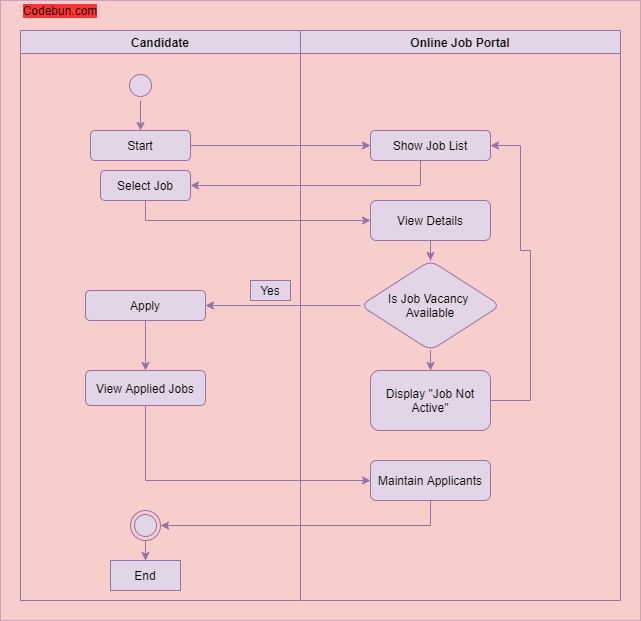 Codebun.com
Candidate
Online Job Portal
Start
Show Job List
Select Job
View Details
Is Job Vacancy
Available
Yes
Apply
View Applied Jobs
Display "Job Not
Active"
Maintain Applicants
End